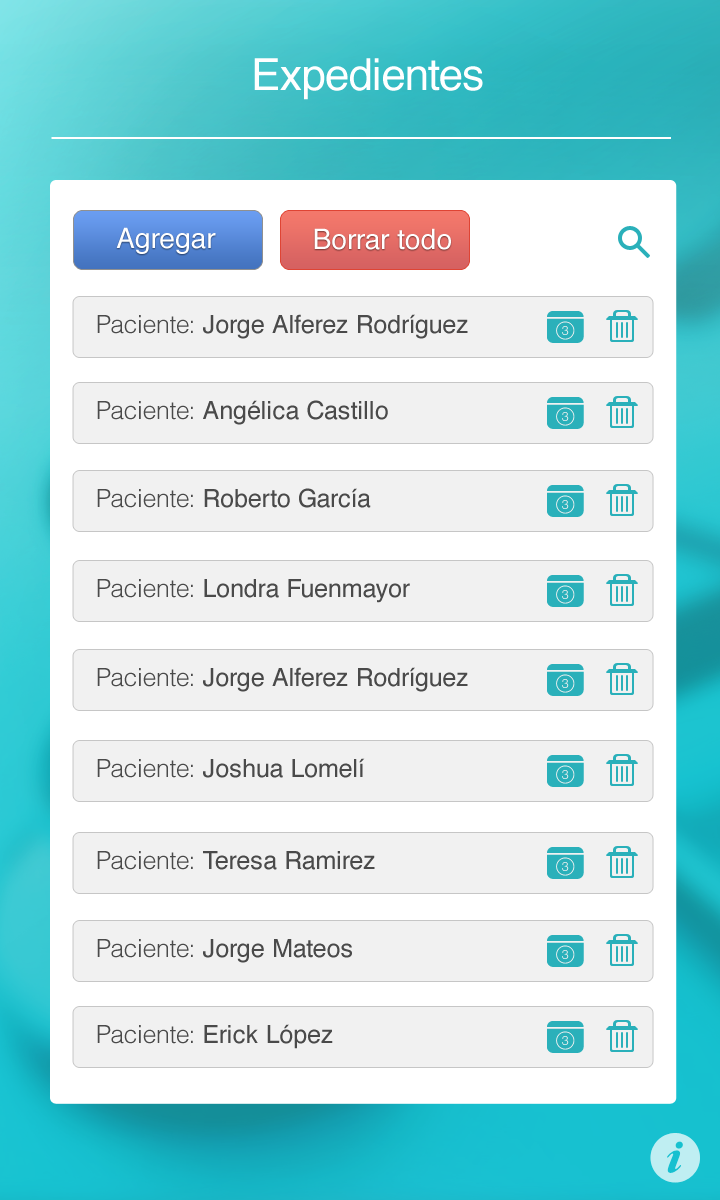 Expedientes
Agregar
Borrar todo
Paciente: Jorge Alferez Rodríguez 3
Paciente: Angélica Castillo 3
Paciente: Roberto García 3
Paciente: Londra Fuenmayor 3
Paciente: Jorge Alferez Rodríguez 3
Paciente: Joshua Lomelí 3
Paciente: Teresa Ramirez 3
Paciente: Jorge Mateos 3
Paciente: Erick López 3
i